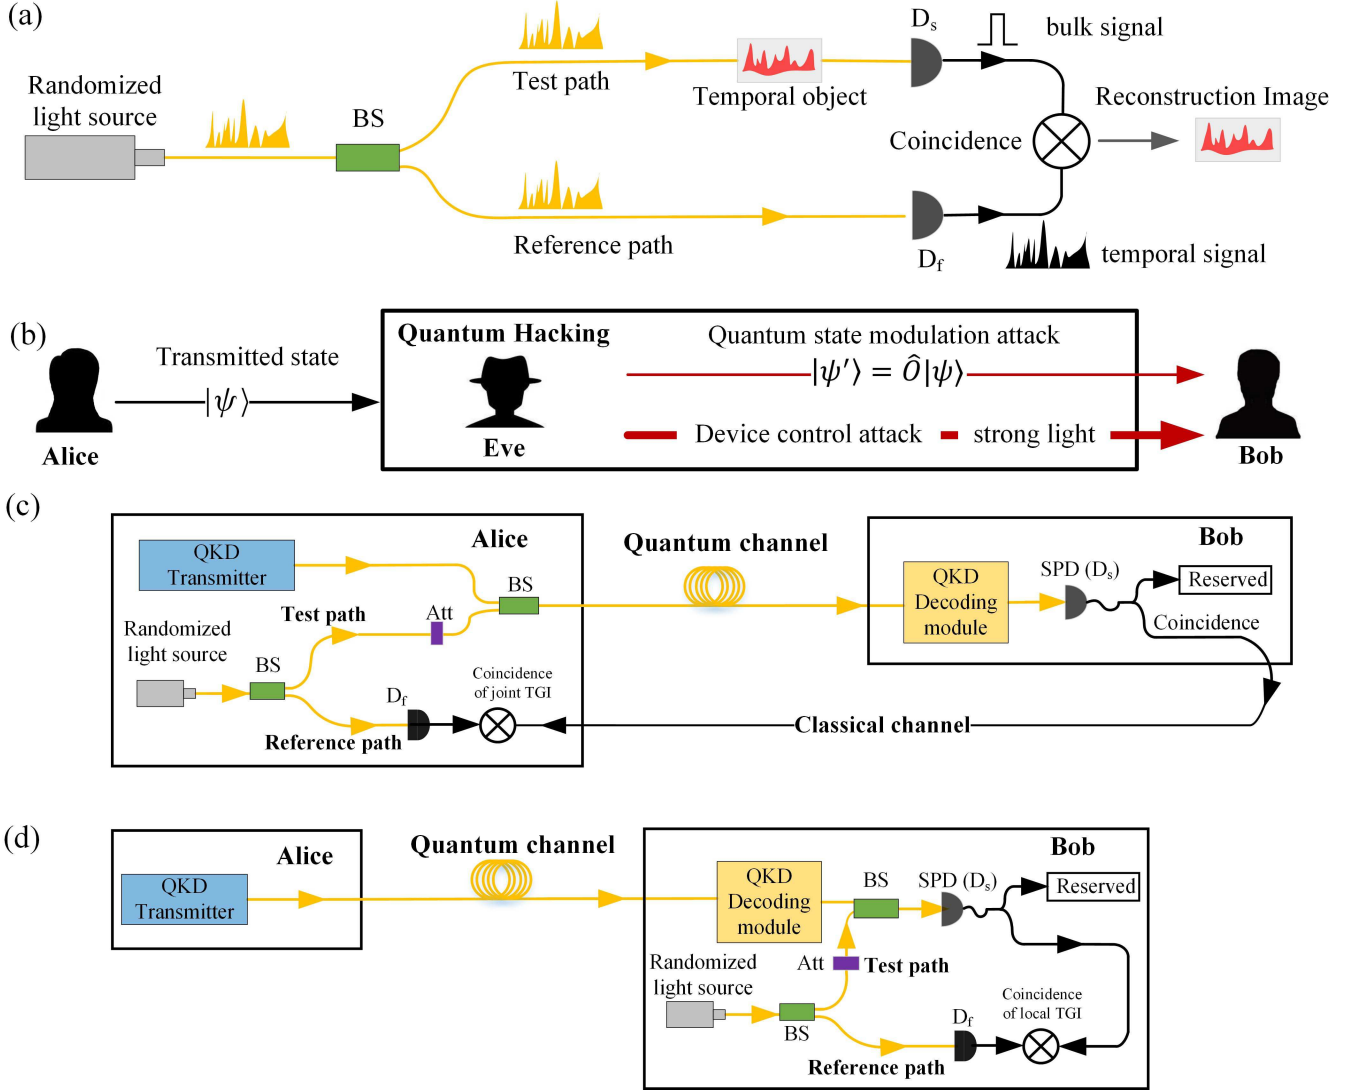 (a)
Randomized
light source
BS
Test path
Temporal object
Ds
bulk signal
Coincidence
Reconstruction Image
Reference path
Df
temporal signal
(b)
Transmitted state
|ψ⟩
Alice
Quantum Hacking
Eve
Quantum state modulation attack
|ψ′⟩ = Ô|ψ⟩
Device control attack
strong light
Bob
(c)
QKD
Transmitter
Alice
BS
Test path
Att
Randomized
light source
BS
Df
Coincidence
of joint TGI
Reference path
Quantum channel
Classical channel
Bob
QKD
Decoding
module
SPD (Ds)
Reserved
Coincidence
(d)
Alice
QKD
Transmitter
Quantum channel
Bob
QKD
Decoding
module
BS
SPD (Ds)
Reserved
Att
Test path
Randomized
light source
BS
Df
Coincidence
of local TGI
Reference path